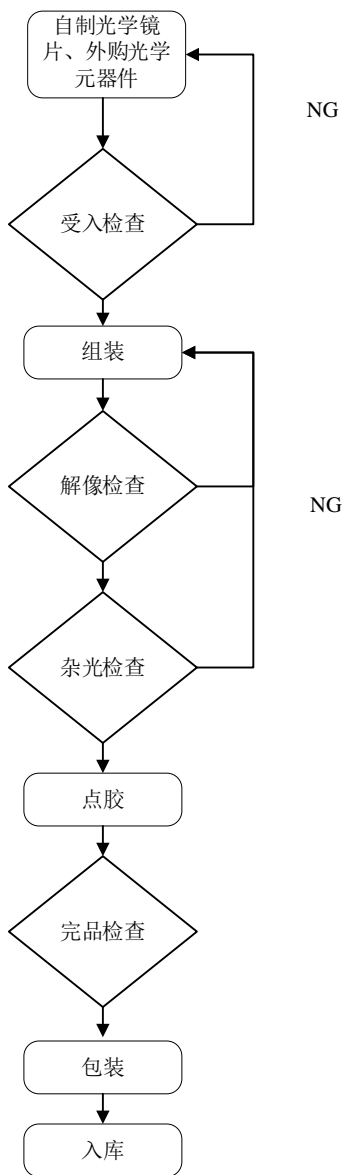 自制光学镜
片、外购光学
元器件
NG
受入检查
组装
解像检查
NG
杂光检查
点胶
完品检查
包装
入库